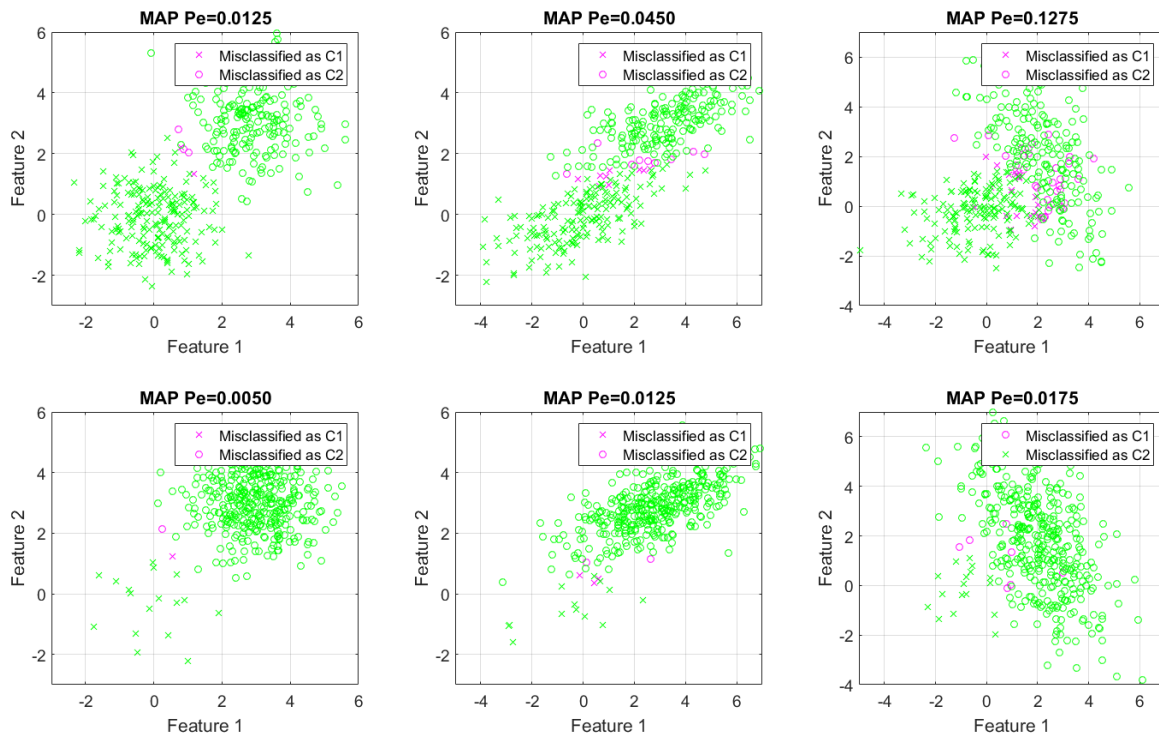 MAP Pe=0.0125
6
4
2
0
-2
-2
0
2
4
6
Feature 2
Feature 1
Misclassified as C1
Misclassified as C2
MAP Pe=0.0450
6
4
2
0
-2
-4
-2
0
2
4
6
Feature 2
Feature 1
Misclassified as C1
Misclassified as C2
MAP Pe=0.1275
6
4
2
0
-2
-4
-4
-2
0
2
4
6
Feature 2
Feature 1
Misclassified as C1
Misclassified as C2
MAP Pe=0.0050
6
4
2
0
-2
-2
0
2
4
6
Feature 2
Feature 1
Misclassified as C1
Misclassified as C2
MAP Pe=0.0125
6
4
2
0
-2
-4
-2
0
2
4
6
Feature 2
Feature 1
Misclassified as C1
Misclassified as C2
MAP Pe=0.0175
6
4
2
0
-2
-4
-4
-2
0
2
4
6
Feature 2
Feature 1
Misclassified as C1
Misclassified as C2